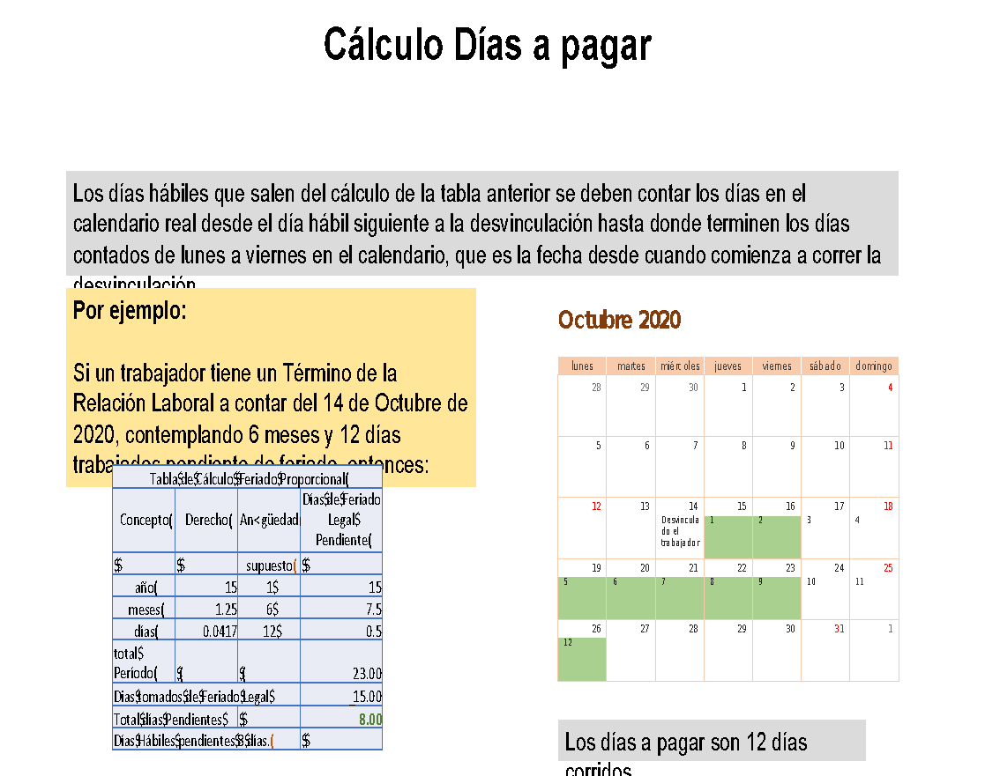 Cálculo Días a pagar
Los días hábiles que salen del cálculo de la tabla anterior se deben contar los días en el
calendario real desde el día hábil siguiente a la desvinculación hasta donde terminen los días
contados de lunes a viernes en el calendario, que es la fecha desde cuando comienza a correr la
desvinculación
Por ejemplo:
Si un trabajador tiene un Término de la
Relación Laboral a contar del 14 de Octubre de
2020, contemplando 6 meses y 12 días
trabajados pendiente de feriado, entonces:
Tabla$de$Cálculo$Feriado$Proporcional(
Concepto( Derecho( An<güedad Días$de$Feriado
Legal$
Pendiente(
$ $ supuesto( $
año( 15 1$ 15
meses( 1.25 6$ 7.5
días( 0.0417 12$ 0.5
total$
Período( $( $( 23.00
Dias$tomados$de$Feriado$Legal$ _15.00
Total$días$Pendientes$ $ 8.00
Días$Hábiles$pendientes$8$días.( $
Octubre 2020
lunes martes miércoles jueves viernes sábado domingo
28 29 30 1 2 3 4
5 6 7 8 9 10 11
12 13 14 15 16 17 18
Desvincula 1 2 3 4
do el
trabajador
19 20 21 22 23 24 25
5 6 7 8 9 10 11
26 27 28 29 30 31 1
12
Los días a pagar son 12 días
corridos